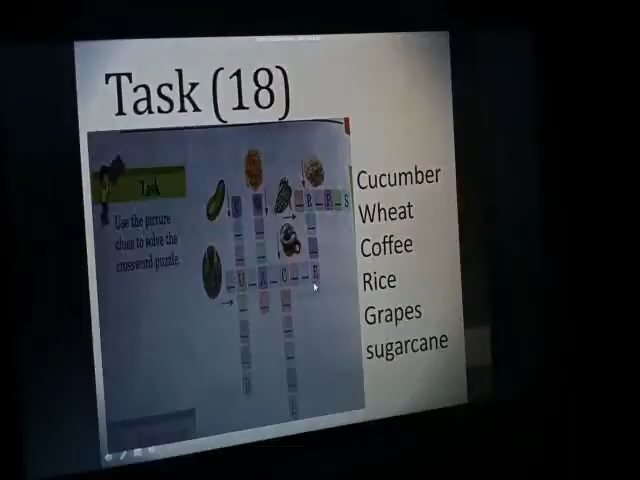 Task (18)
Task
Use the picture
clues to solve the
crossword puzzle.
_ R _ P _ S
_ U _ A _ C _ _ E
Cucumber
Wheat
Coffee
Rice
Grapes
sugarcane